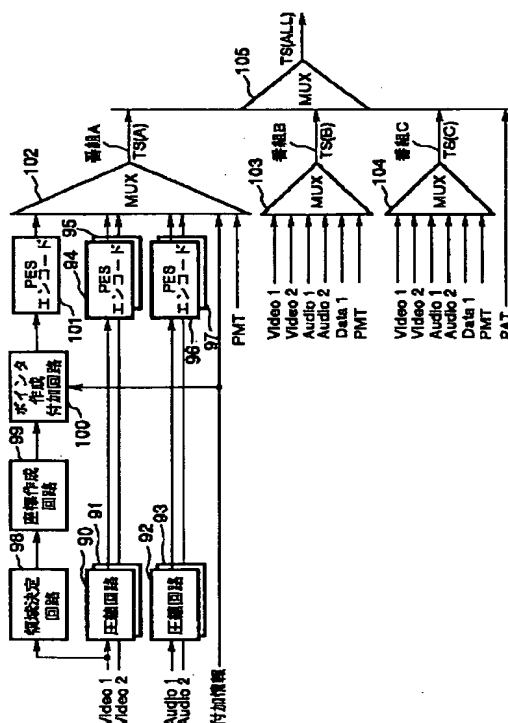 98
領域決定
回路
99
座標作成
回路
100
ポインタ
作成
付加回路
101
PES
エンコード
90
91
圧縮回路
92
93
圧縮回路
94
95
PES
エンコード
96
97
PES
エンコード
Video 1
Video 2
Audio 1
Audio 2
付加情報
PMT
102
MUX
番組A
TS(A)
Video 1
Video 2
Audio 1
Audio 2
Data 1
PMT
103
MUX
番組B
TS(B)
Video 1
Video 2
Audio 1
Audio 2
Data 1
PMT
104
MUX
番組C
TS(C)
PAT
105
MUX
TS(ALL)